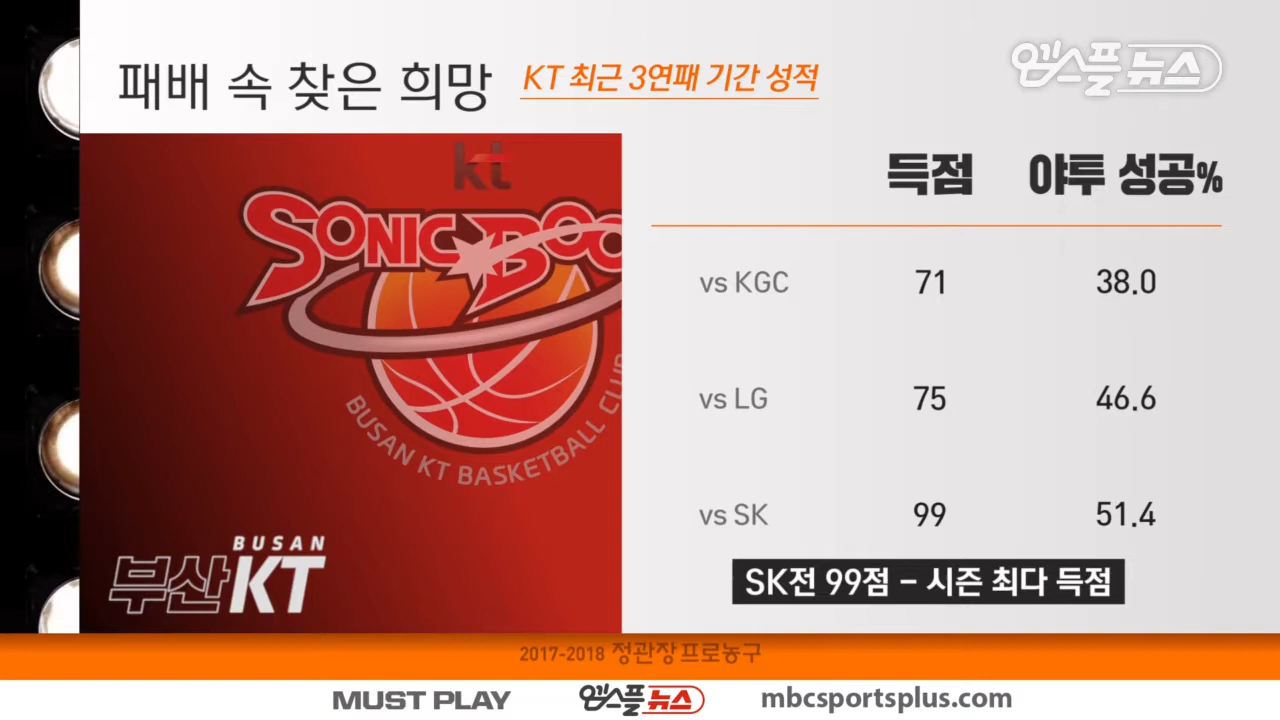 패배 속 찾은 희망 KT 최근 3연패 기간 성적
엠스플 뉴스
kt
SONIC BOO
BUSAN KT BASKETBALL CLUB
BUSAN
부산KT
득점 야투 성공%
vs KGC 71 38.0
vs LG 75 46.6
vs SK 99 51.4
SK전 99점 - 시즌 최다 득점
2017-2018 정관장 프로농구
MUST PLAY 엠스플 뉴스 mbcsportsplus.com